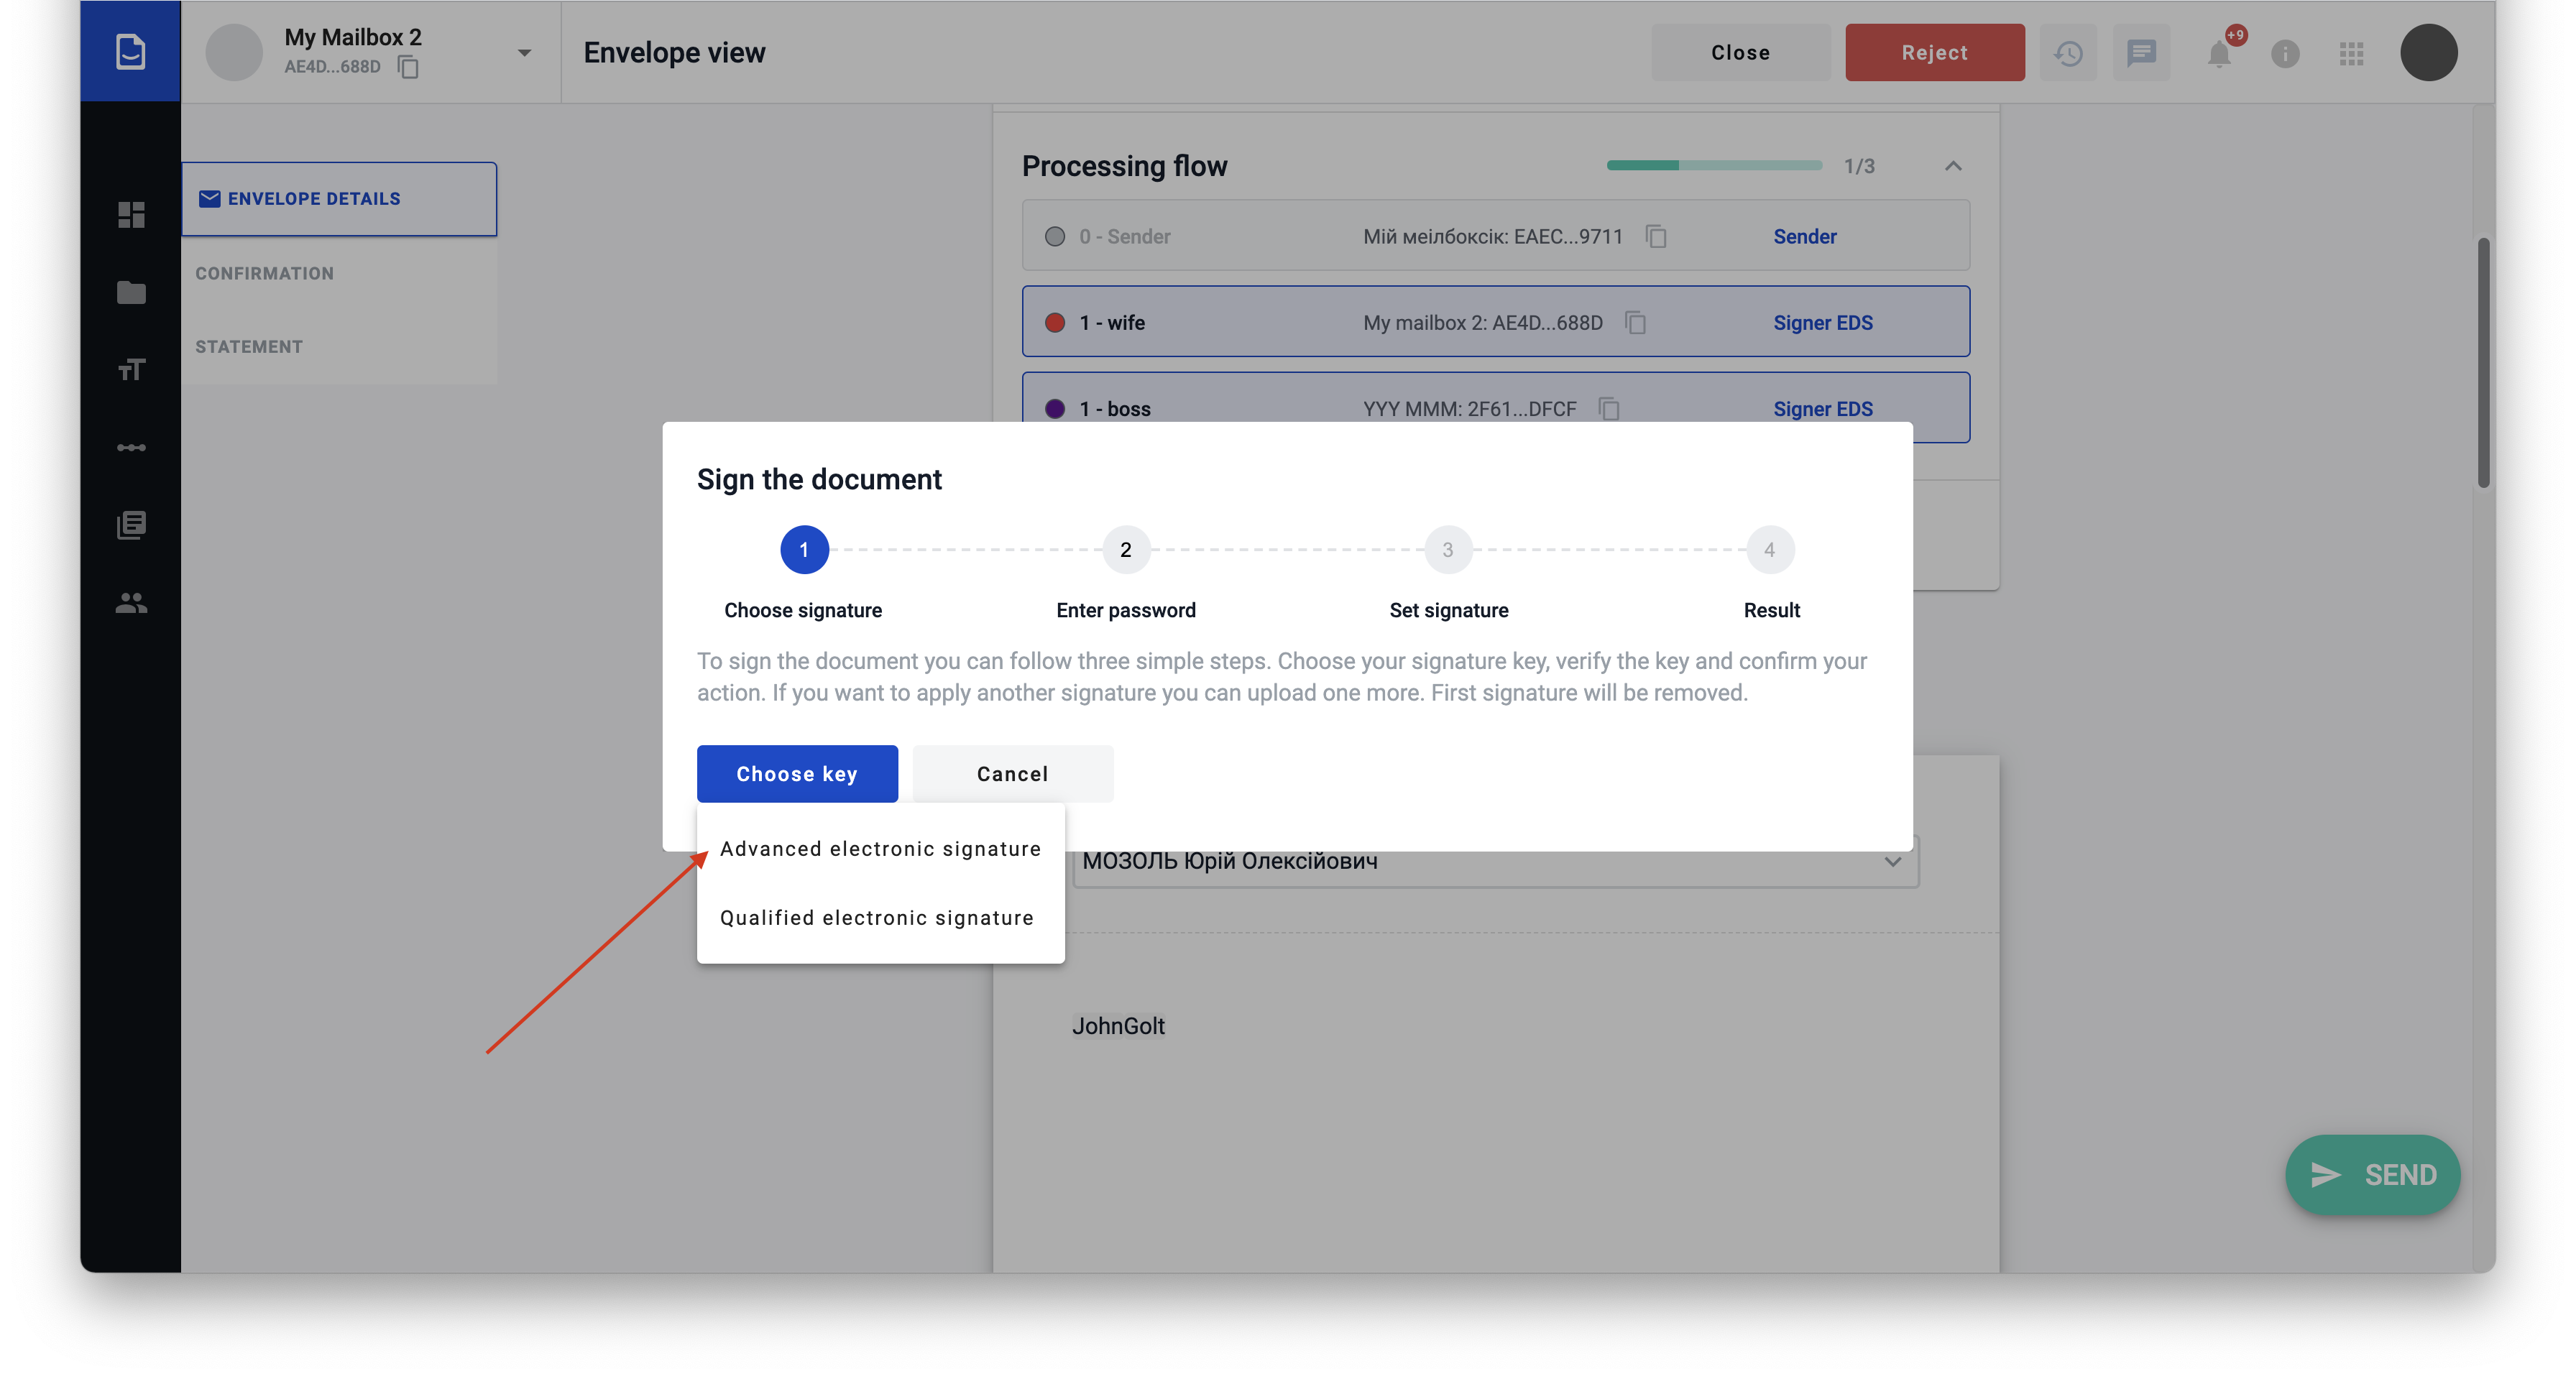 My Mailbox 2
AE4D...688D
Envelope view
Close
Reject
+9
ENVELOPE DETAILS
CONFIRMATION
STATEMENT
Processing flow
1/3
0 - Sender
Мій меілбоксік: EAEC...9711
Sender
1 - wife
My mailbox 2: AE4D...688D
Signer EDS
1 - boss
YYY MMM: 2F61...DFCF
Signer EDS
Sign the document
1
2
3
4
Choose signature
Enter password
Set signature
Result
To sign the document you can follow three simple steps. Choose your signature key, verify the key and confirm your
action. If you want to apply another signature you can upload one more. First signature will be removed.
Choose key
Cancel
Advanced electronic signature
Qualified electronic signature
МОЗОЛЬ Юрій Олексійович
JohnGolt
SEND